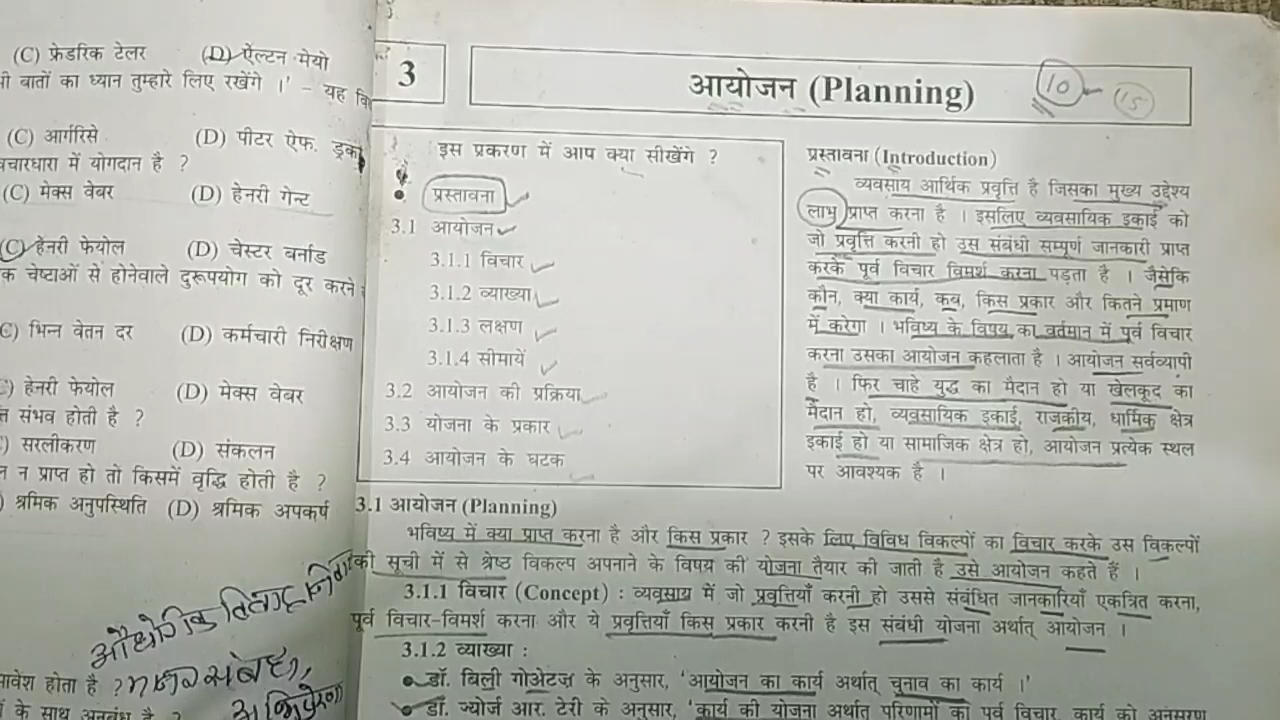 (C) फ्रेडरिक टेलर (D) ऐल्टन मेयो
बातों का ध्यान तुम्हारे लिए रखेंगे ।' – यह
(C) आर्गरिसे (D) पीटर ऐफ. ड्रकर
में योगदान है ?
(C) मेक्स वेबर (D) हेनरी गेन्ट
(C) हेनरी फेयोल (D) चेस्टर बर्नाड
चेष्टाओं से होनेवाले दुरूपयोग को दूर करने
भिन्न वेतन दर (D) कर्मचारी निरीक्षण
हेनरी फेयोल (D) मेक्स वेबर
संभव होती है ?
सरलीकरण (D) संकलन
न प्राप्त हो तो किसमें वृद्धि होती है ?
श्रमिक अनुपस्थिति (D) श्रमिक अपकर्ष
होता है ?
के साथ अनुबंध है ?
3
आयोजन (Planning)
10 - 15
इस प्रकरण में आप क्या सीखेंगे ?
• प्रस्तावना
3.1 आयोजन
3.1.1 विचार
3.1.2 व्याख्या
3.1.3 लक्षण
3.1.4 सीमायें
3.2 आयोजन की प्रक्रिया
3.3 योजना के प्रकार
3.4 आयोजन के घटक
प्रस्तावना (Introduction)
व्यवसाय आर्थिक प्रवृत्ति है जिसका मुख्य उद्देश्य
लाभ प्राप्त करना है । इसलिए व्यवसायिक इकाई को
जो प्रवृत्ति करनी हो उस संबंधी सम्पूर्ण जानकारी प्राप्त
करके पूर्व विचार विमर्श करना पड़ता है । जैसेकि
कौन, क्या कार्य, कब, किस प्रकार और कितने प्रमाण
में करेगा । भविष्य के विषय का वर्तमान में पूर्व विचार
करना उसका आयोजन कहलाता है । आयोजन सर्वव्यापी
है । फिर चाहे युद्ध का मैदान हो या खेलकूद का
मैदान हो, व्यवसायिक इकाई, राजकीय, धार्मिक क्षेत्र
इकाई हो या सामाजिक क्षेत्र हो, आयोजन प्रत्येक स्थल
पर आवश्यक है ।
3.1 आयोजन (Planning)
भविष्य में क्या प्राप्त करना है और किस प्रकार ? इसके लिए विविध विकल्पों का विचार करके उस विकल्पों
की सूची में से श्रेष्ठ विकल्प अपनाने के विषय की योजना तैयार की जाती है उसे आयोजन कहते हैं ।
3.1.1 विचार (Concept) : व्यवसाय में जो प्रवृत्तियाँ करनी हो उससे संबंधित जानकारियाँ एकत्रित करना,
पूर्व विचार-विमर्श करना और ये प्रवृत्तियाँ किस प्रकार करनी है इस संबंधी योजना अर्थात् आयोजन ।
3.1.2 व्याख्या :
• डॉ. बिली गोअेटज़ के अनुसार, 'आयोजन का कार्य अर्थात् चुनाव का कार्य ।'
• डॉ. ज्योर्ज आर. टेरी के अनुसार, 'कार्य की योजना अर्थात् परिणामों का पूर्व विचार, कार्य को अनुसरण